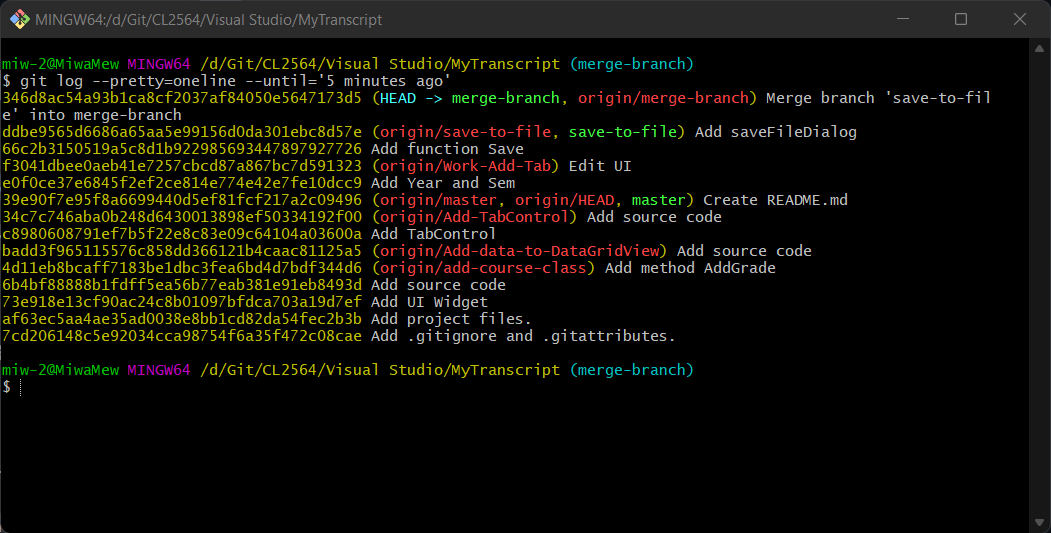 MINGW64:/d/Git/CL2564/Visual Studio/MyTranscript
miw-2@MiwaMew MINGW64 /d/Git/CL2564/Visual Studio/MyTranscript (merge-branch)
$ git log --pretty=oneline --until='5 minutes ago'
346d8ac54a93b1ca8cf2037af84050e5647173d5 (HEAD -> merge-branch, origin/merge-branch) Merge branch 'save-to-fil
e' into merge-branch
ddbe9565d6686a65aa5e99156d0da301ebc8d57e (origin/save-to-file, save-to-file) Add saveFileDialog
66c2b3150519a5c8d1b922985693447897927726 Add function Save
f3041dbee0aeb41e7257cbcd87a867bc7d591323 (origin/Work-Add-Tab) Edit UI
e0f0ce37e6845f2ef2ce814e774e42e7fe10dcc9 Add Year and Sem
39e90f7e95f8a6699440d5ef81fcf217a2c09496 (origin/master, origin/HEAD, master) Create README.md
34c7c746aba0b248d6430013898ef50334192f00 (origin/Add-TabControl) Add source code
c8980608791ef7b5f22e8c83e09c64104a03600a Add TabControl
badd3f965115576c858dd366121b4caac81125a5 (origin/Add-data-to-DataGridView) Add source code
4d11eb8bcaff7183be1dbc3fea6bd4d7bdf344d6 (origin/add-course-class) Add method AddGrade
6b4bf88888b1fdff5ea56b77eab381e91eb8493d Add source code
73e918e13cf90ac24c8b01097bfdca703a19d7ef Add UI Widget
af63ec5aa4ae35ad0038e8bb1cd82da54fec2b3b Add project files.
7cd206148c5e92034cca98754f6a35f472c08cae Add .gitignore and .gitattributes.
miw-2@MiwaMew MINGW64 /d/Git/CL2564/Visual Studio/MyTranscript (merge-branch)
$